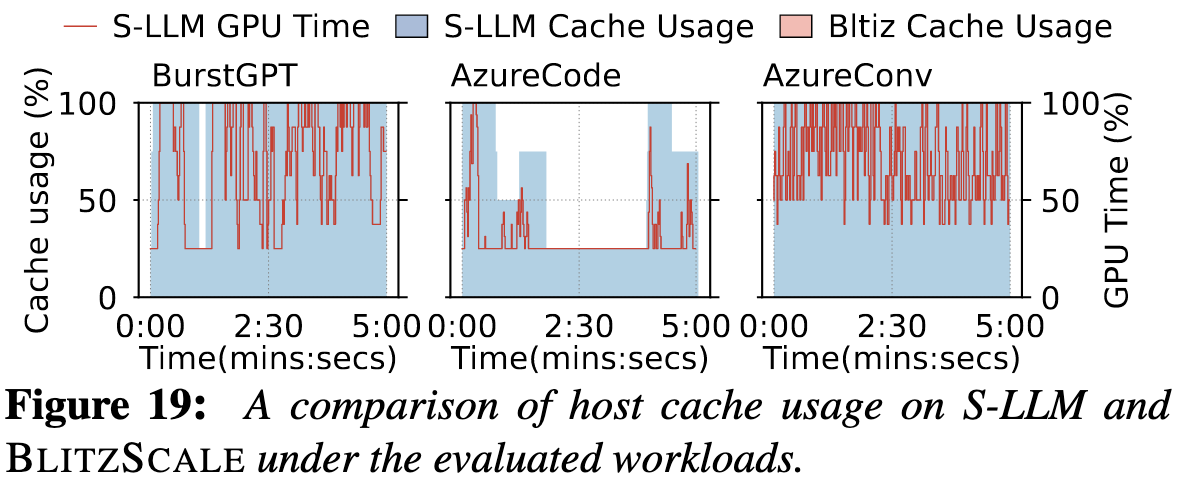 S-LLM GPU Time S-LLM Cache Usage Bltiz Cache Usage
BurstGPT AzureCode AzureConv
Cache usage (%)
100
50
0
100
50
0
GPU Time (%)
0:00 2:30 5:00 0:00 2:30 5:00 0:00 2:30 5:00
Time(mins:secs) Time(mins:secs) Time(mins:secs)
Figure 19: A comparison of host cache usage on S-LLM and
BLITZSCALE under the evaluated workloads.